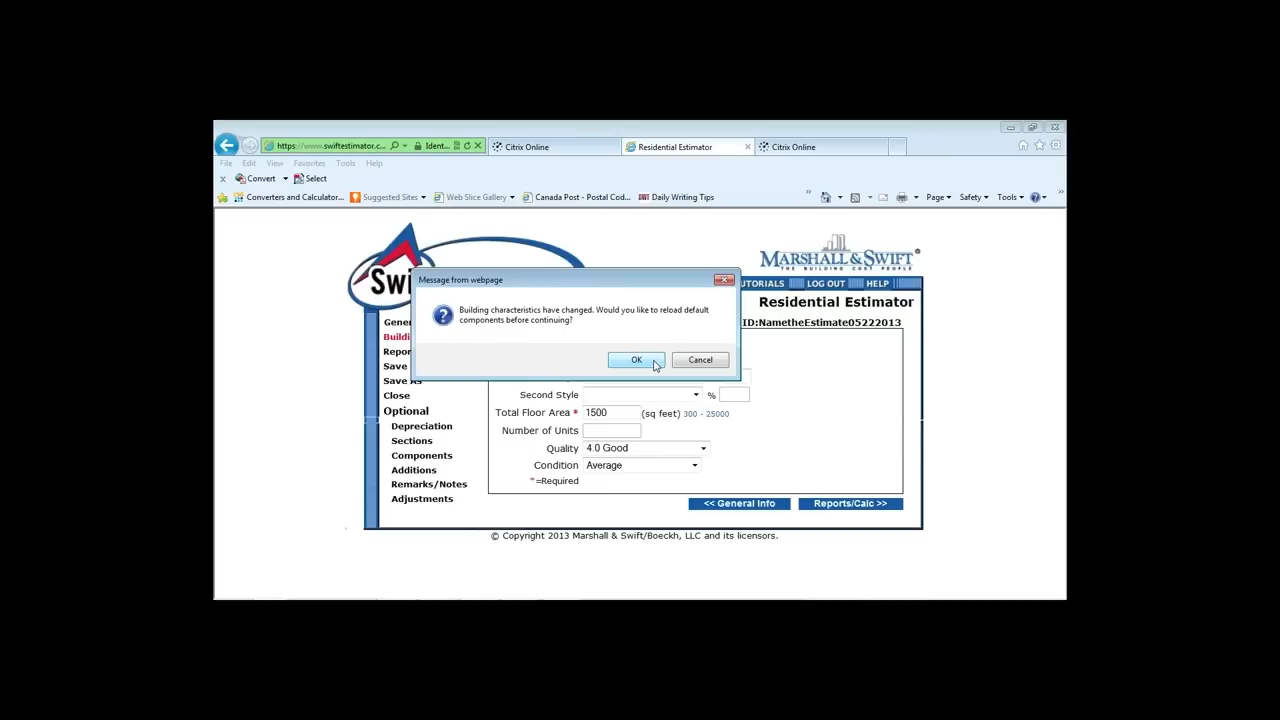 https://www.swiftestimator.c... Ident...
Citrix Online
Residential Estimator
Citrix Online
File Edit View Favorites Tools Help
x Convert Select
Converters and Calculator... Suggested Sites Web Slice Gallery Canada Post - Postal Cod... Daily Writing Tips
» Page Safety Tools »
Swi
MARSHALL & SWIFT®
THE BUILDING COST PEOPLE
UTORIALS LOG OUT HELP
Residential Estimator
ID:NametheEstimate05222013
Message from webpage
Building characteristics have changed. Would you like to reload default
components before continuing?
OK Cancel
Gener
Buildi
Repor
Save
Save As
Close
Optional
Depreciation
Sections
Components
Additions
Remarks/Notes
Adjustments
Second Style %
Total Floor Area * 1500 (sq feet) 300 - 25000
Number of Units
Quality 4.0 Good
Condition Average
*=Required
<< General Info Reports/Calc >>
© Copyright 2013 Marshall & Swift/Boeckh, LLC and its licensors.